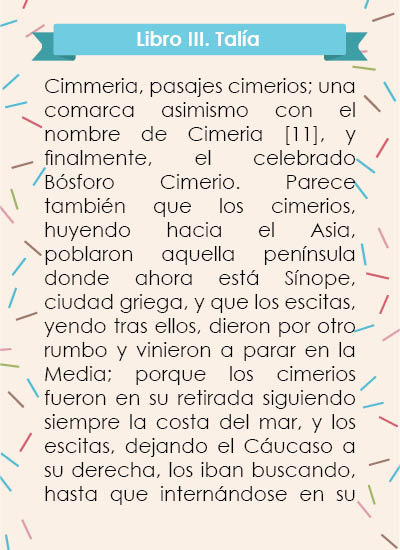 Libro III. Talía
Cimmeria, pasajes cimerios; una
comarca asimismo con el
nombre de Cimeria [11], y
finalmente, el celebrado
Bósforo Cimerio. Parece
también que los cimerios,
huyendo hacia el Asia,
poblaron aquella península
donde ahora está Sínope,
ciudad griega, y que los escitas,
yendo tras ellos, dieron por otro
rumbo y vinieron a parar en la
Media; porque los cimerios
fueron en su retirada siguiendo
siempre la costa del mar, y los
escitas, dejando el Cáucaso a
su derecha, los iban buscando,
hasta que internándose en su